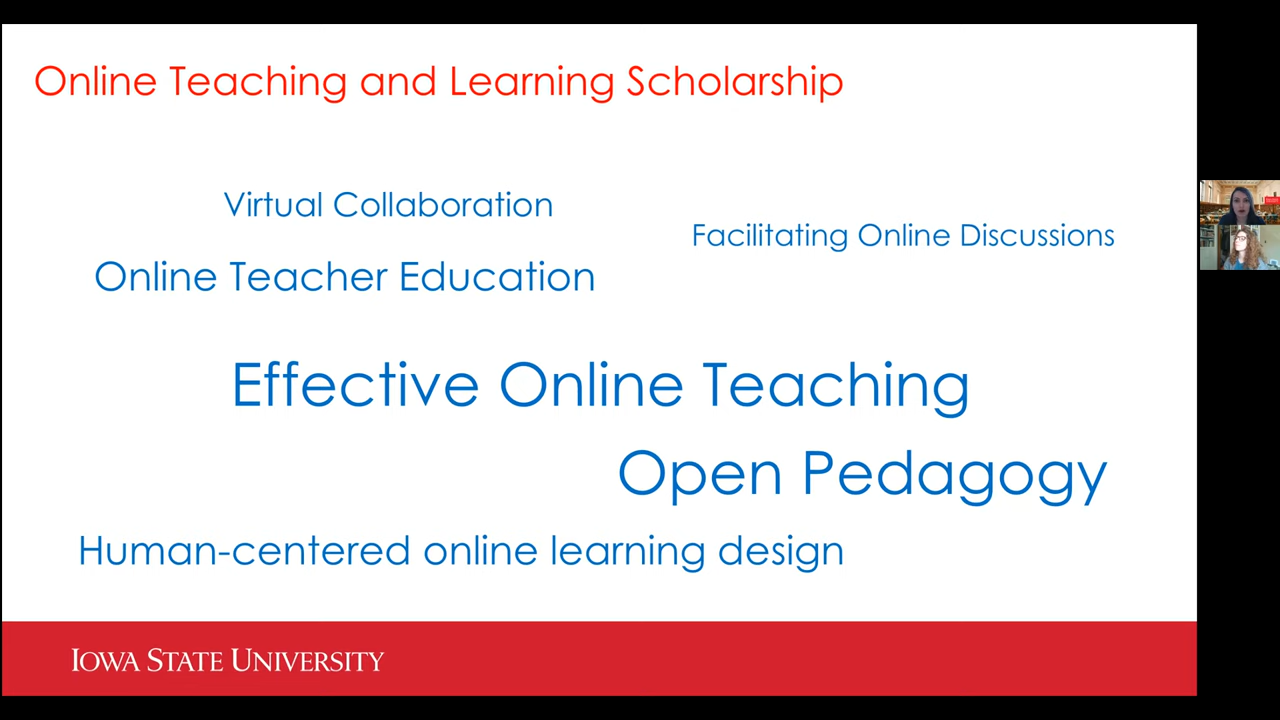 Online Teaching and Learning Scholarship
Virtual Collaboration
Facilitating Online Discussions
Online Teacher Education
Effective Online Teaching
Open Pedagogy
Human-centered online learning design
IOWA STATE UNIVERSITY